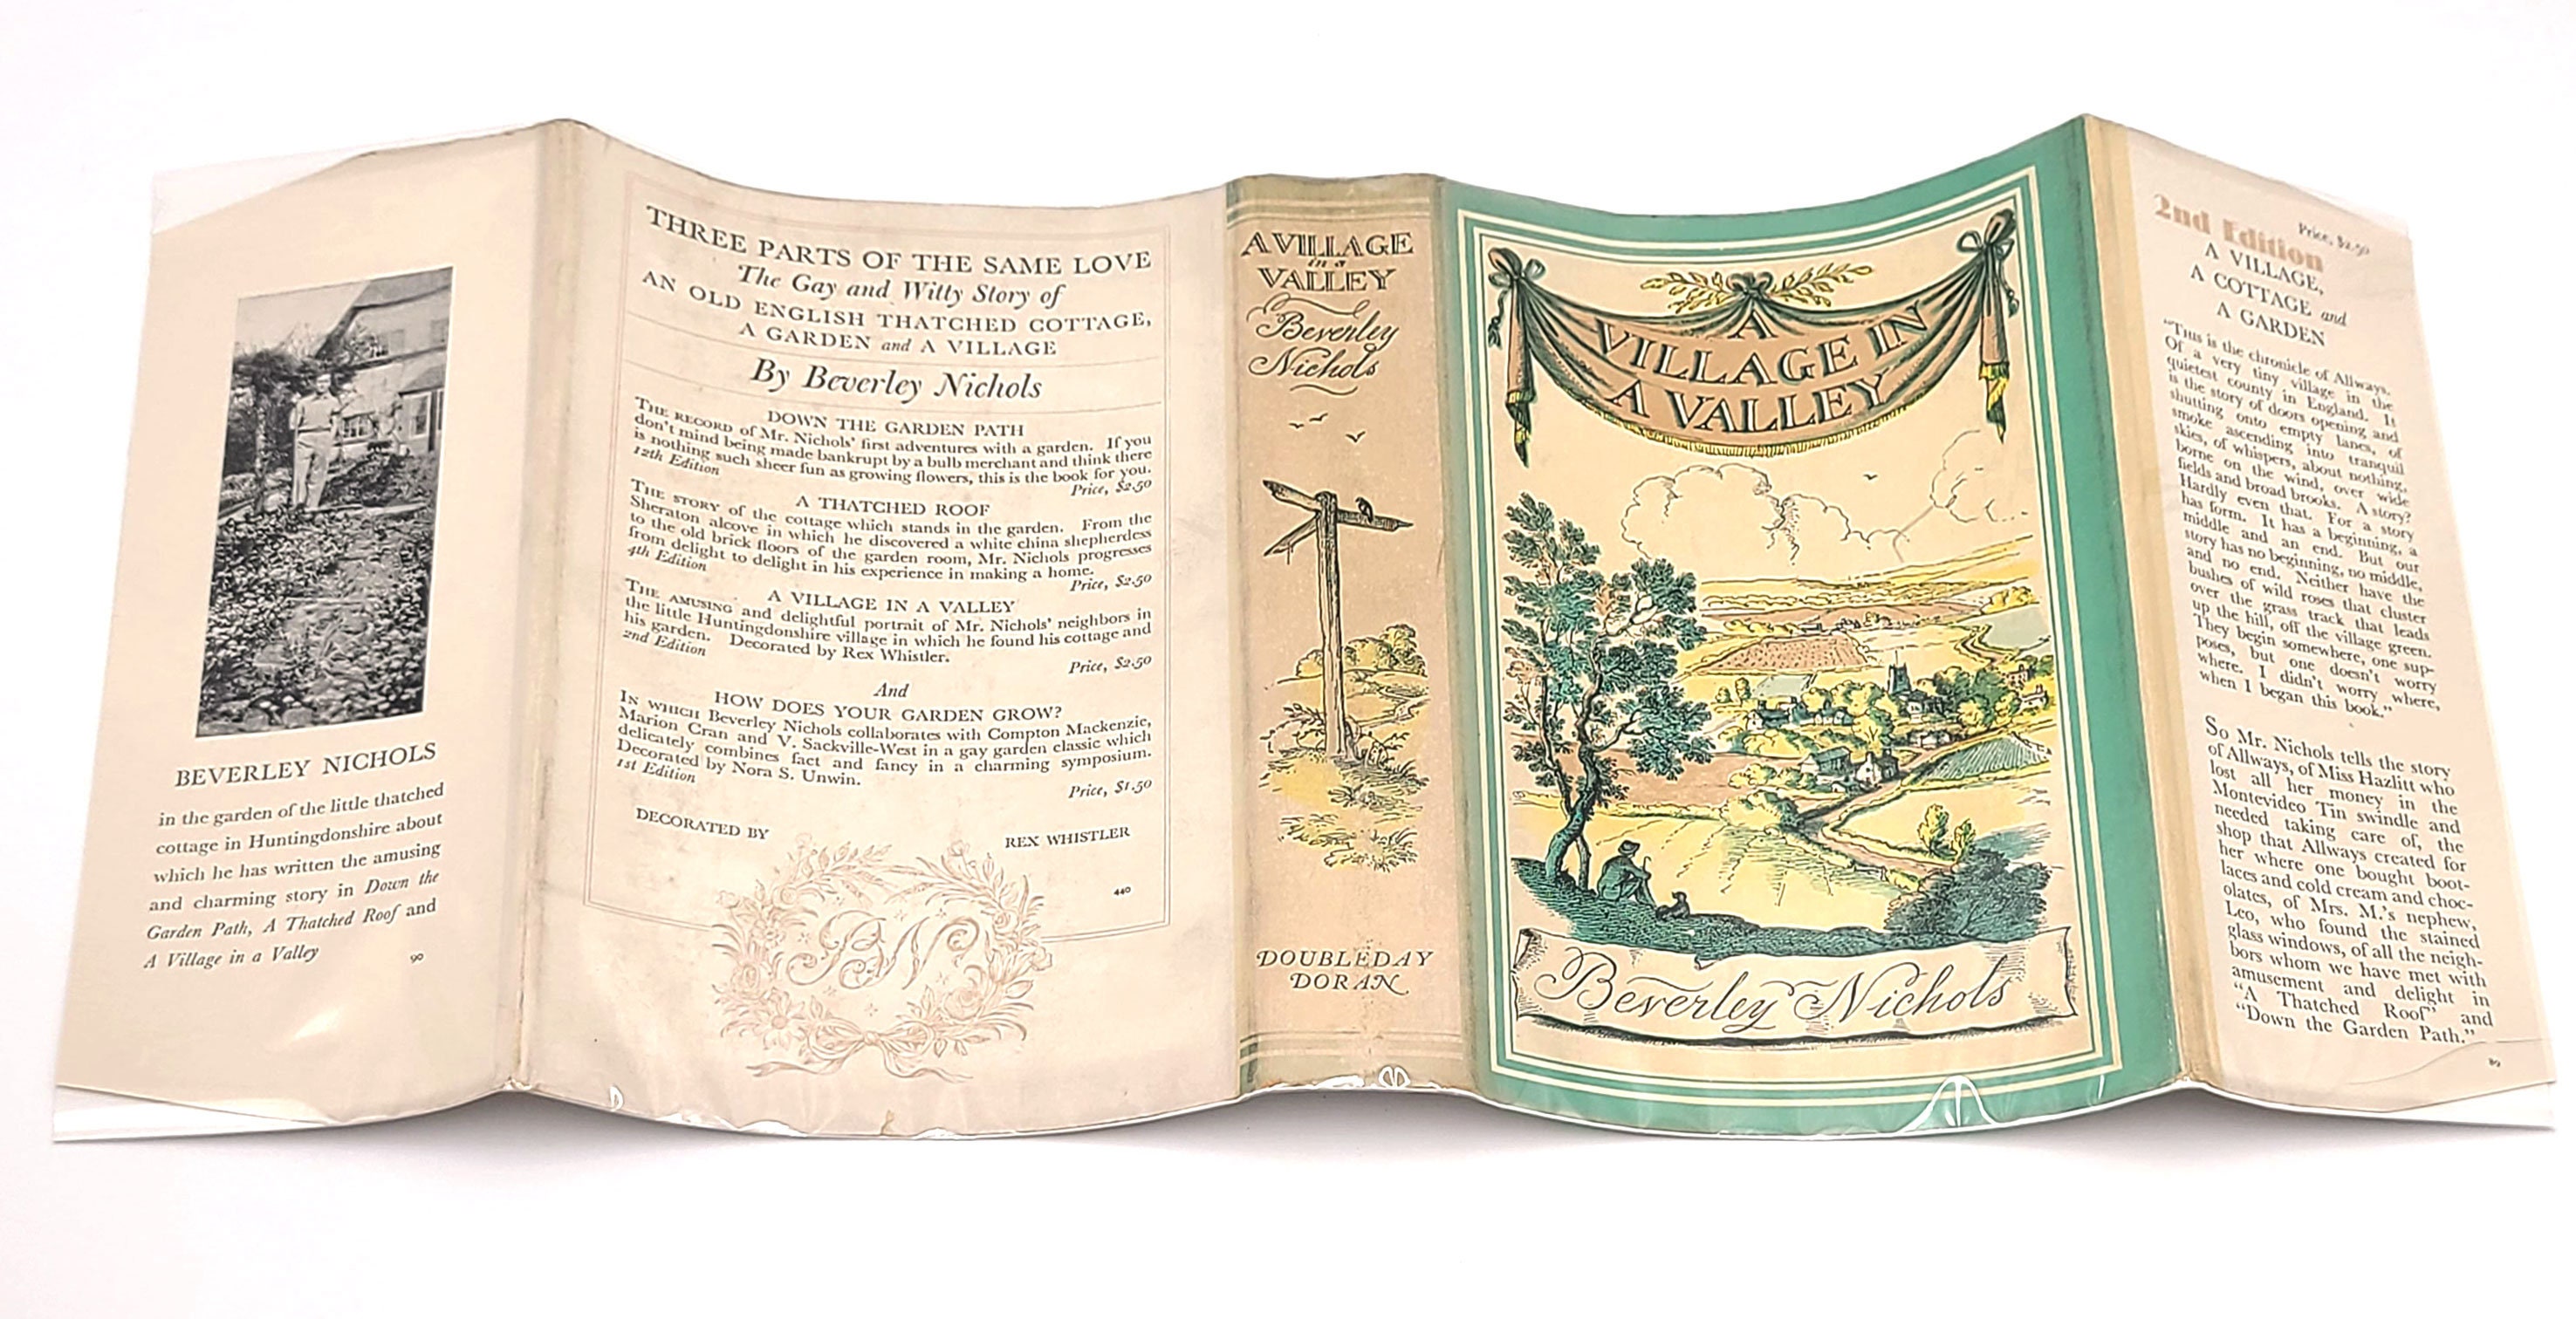 BEVERLEY NICHOLS
in the garden of the little thatched
cottage in Huntingdonshire about
which he has written the amusing
and charming story in Down the
Garden Path, A Thatched Roof and
A Village in a Valley
90
THREE PARTS OF THE SAME LOVE
The Gay and Witty Story of
AN OLD ENGLISH THATCHED COTTAGE,
A GARDEN and A VILLAGE
By Beverley Nichols
DOWN THE GARDEN PATH
THE RECORD of Mr. Nichols' first adventures with a garden. If you
don't mind being made bankrupt by a bulb merchant and think there
is nothing such sheer fun as growing flowers, this is the book for you.
12th Edition Price, $2.50
A THATCHED ROOF
THE STORY of the cottage which stands in the garden. From the
Sheraton alcove in which he discovered a white china shepherdess
to the old brick floors of the garden room, Mr. Nichols progresses
from delight to delight in his experience in making a home.
4th Edition Price, $2.50
A VILLAGE IN A VALLEY
THE AMUSING and delightful portrait of Mr. Nichols' neighbors in
the little Huntingdonshire village in which he found his cottage and
his garden. Decorated by Rex Whistler.
2nd Edition Price, $2.50
And
HOW DOES YOUR GARDEN GROW?
IN WHICH Beverley Nichols collaborates with Compton Mackenzie,
Marion Cran and V. Sackville-West in a gay garden classic which
delicately combines fact and fancy in a charming symposium.
Decorated by Nora S. Unwin.
1st Edition Price, $1.50
DECORATED BY REX WHISTLER
440
BN
A VILLAGE
in a
VALLEY
Beverley
Nichols
DOUBLEDAY
DORAN
A
VILLAGE IN
A VALLEY
Beverley Nichols
Price, $2.50
2nd Edition
A VILLAGE,
A COTTAGE and
A GARDEN
"This is the chronicle of Allways.
Of a very tiny village in the
quietest county in England. It
is the story of doors opening and
shutting onto empty lanes, of
smoke ascending into tranquil
skies, of whispers, about nothing,
borne on the wind, over wide
fields and broad brooks. A story?
Hardly even that. For a story
has form. It has a beginning, a
middle and an end. But our
story has no beginning, no middle,
and no end. Neither have the
bushes of wild roses that cluster
over the grass track that leads
up the hill, off the village green.
They begin somewhere, one sup-
poses, but one doesn't worry
where. I didn't worry where,
when I began this book."
So Mr. Nichols tells the story
of Allways, of Miss Hazlitt who
lost all her money in the
Montevideo Tin swindle and
needed taking care of, the
shop that Allways created for
her where one bought boot-
laces and cold cream and choc-
olates, of Mrs. M.'s nephew,
Leo, who found the stained
glass windows, of all the neigh-
bors whom we have met with
amusement and delight in
"A Thatched Roof" and
"Down the Garden Path."
89